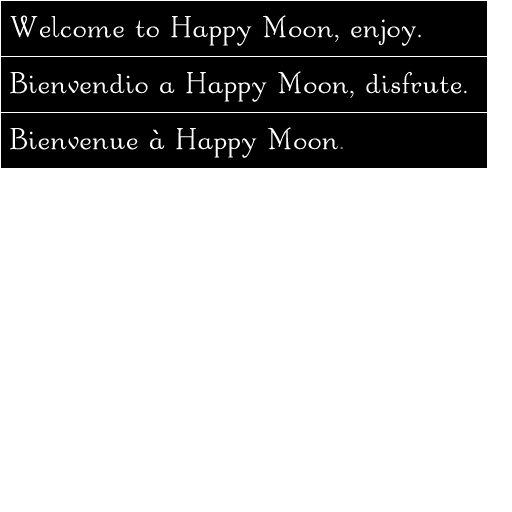 Welcome to Happy Moon, enjoy.
Bienvendio a Happy Moon, disfrute.
Bienvenue à Happy Moon.